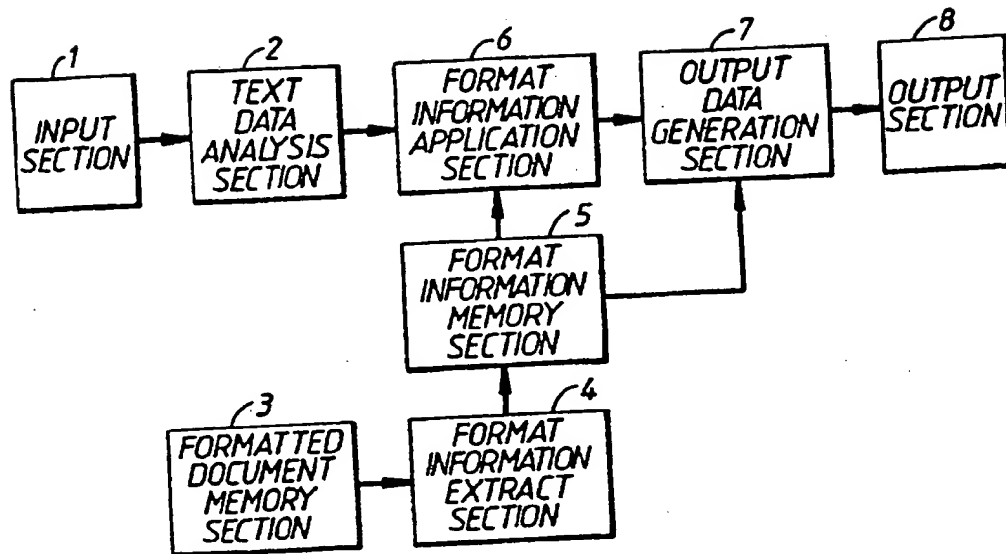 1
INPUT
SECTION
2
TEXT
DATA
ANALYSIS
SECTION
6
FORMAT
INFORMATION
APPLICATION
SECTION
7
OUTPUT
DATA
GENERATION
SECTION
8
OUTPUT
SECTION
5
FORMAT
INFORMATION
MEMORY
SECTION
3
FORMATTED
DOCUMENT
MEMORY
SECTION
4
FORMAT
INFORMATION
EXTRACT
SECTION